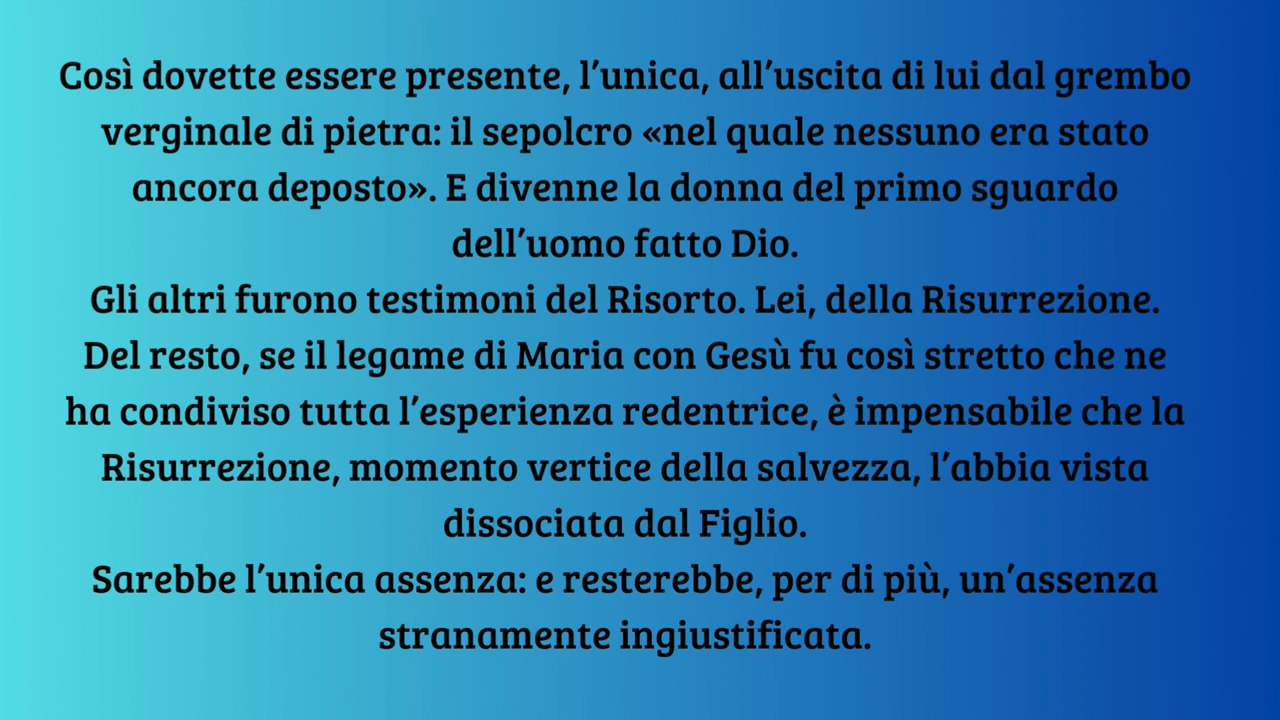 Così dovette essere presente, l’unica, all’uscita di lui dal grembo
verginale di pietra: il sepolcro «nel quale nessuno era stato
ancora deposto». E divenne la donna del primo sguardo
dell’uomo fatto Dio.
Gli altri furono testimoni del Risorto. Lei, della Risurrezione.
Del resto, se il legame di Maria con Gesù fu così stretto che ne
ha condiviso tutta l’esperienza redentrice, è impensabile che la
Risurrezione, momento vertice della salvezza, l’abbia vista
dissociata dal Figlio.
Sarebbe l’unica assenza: e resterebbe, per di più, un’assenza
stranamente ingiustificata.